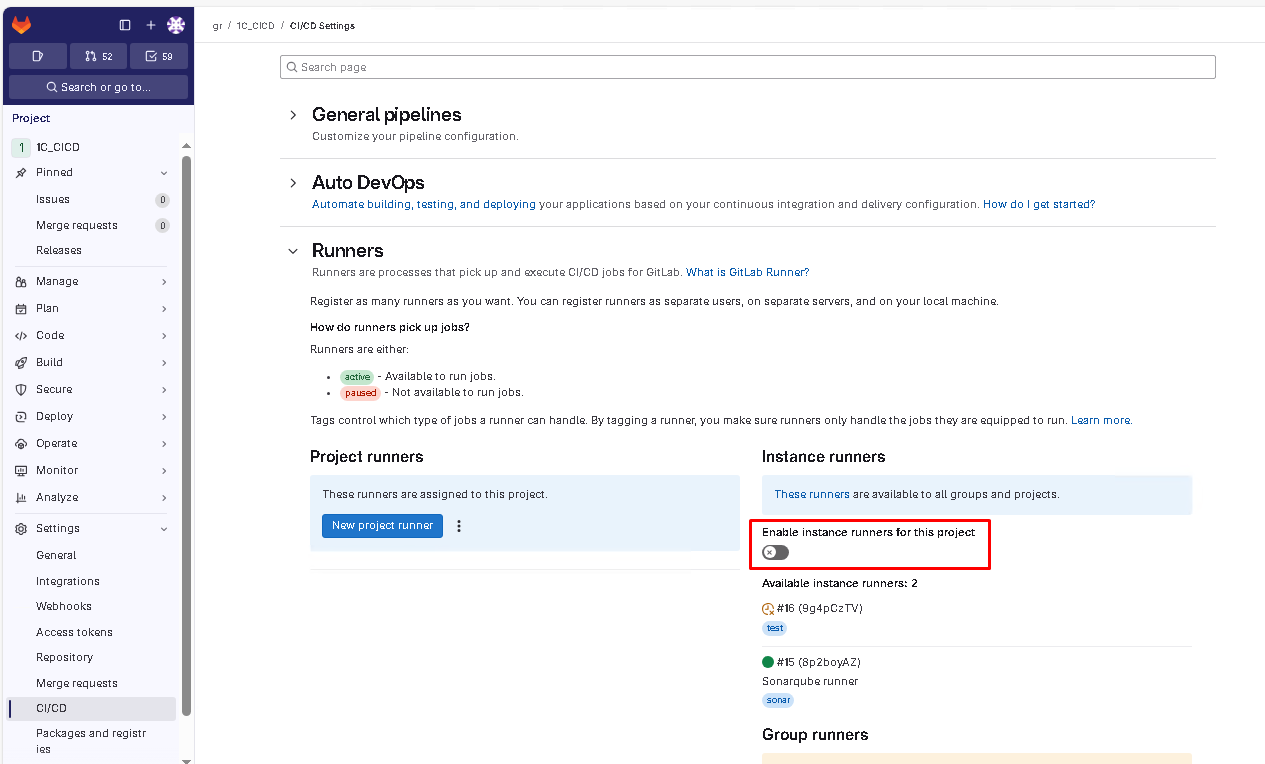 gr / 1C_CICD / CI/CD Settings
52
59
Search or go to...
Project
1 1C_CICD
Pinned
Issues 0
Merge requests 0
Releases
Manage
Plan
Code
Build
Secure
Deploy
Operate
Monitor
Analyze
Settings
General
Integrations
Webhooks
Access tokens
Repository
Merge requests
CI/CD
Packages and registr
ies
Search page
General pipelines
Customize your pipeline configuration.
Auto DevOps
Automate building, testing, and deploying your applications based on your continuous integration and delivery configuration. How do I get started?
Runners
Runners are processes that pick up and execute CI/CD jobs for GitLab. What is GitLab Runner?
Register as many runners as you want. You can register runners as separate users, on separate servers, and on your local machine.
How do runners pick up jobs?
Runners are either:
• active - Available to run jobs.
• paused - Not available to run jobs.
Tags control which type of jobs a runner can handle. By tagging a runner, you make sure runners only handle the jobs they are equipped to run. Learn more.
Project runners
These runners are assigned to this project.
New project runner
Instance runners
These runners are available to all groups and projects.
Enable instance runners for this project
Available instance runners: 2
#16 (9g4pCzTV)
test
#15 (8p2boyAZ)
Sonarqube runner
sonar
Group runners